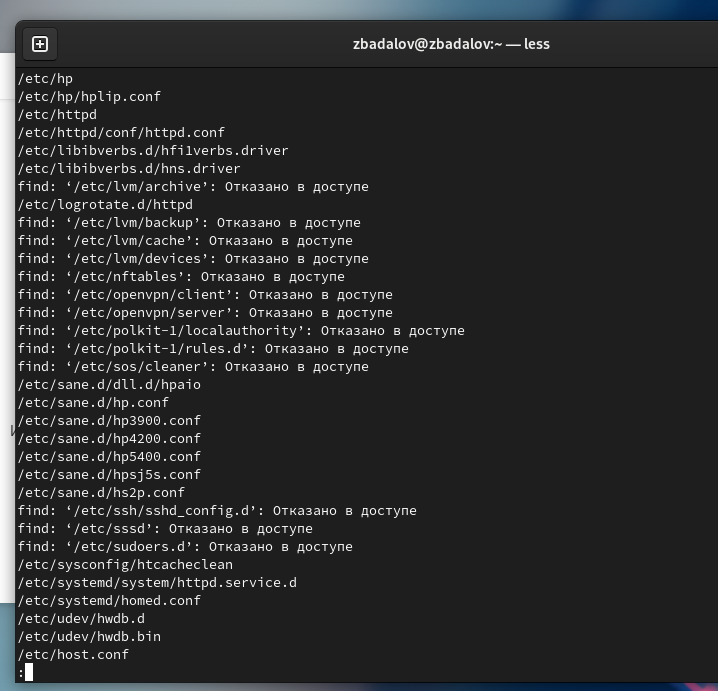 zbadalov@zbadalov:~ — less
/etc/hp
/etc/hp/hplip.conf
/etc/httpd
/etc/httpd/conf/httpd.conf
/etc/libibverbs.d/hfi1verbs.driver
/etc/libibverbs.d/hns.driver
find: ‘/etc/lvm/archive’: Отказано в доступе
/etc/logrotate.d/httpd
find: ‘/etc/lvm/backup’: Отказано в доступе
find: ‘/etc/lvm/cache’: Отказано в доступе
find: ‘/etc/lvm/devices’: Отказано в доступе
find: ‘/etc/nftables’: Отказано в доступе
find: ‘/etc/openvpn/client’: Отказано в доступе
find: ‘/etc/openvpn/server’: Отказано в доступе
find: ‘/etc/polkit-1/localauthority’: Отказано в доступе
find: ‘/etc/polkit-1/rules.d’: Отказано в доступе
find: ‘/etc/sos/cleaner’: Отказано в доступе
/etc/sane.d/dll.d/hpaio
/etc/sane.d/hp.conf
/etc/sane.d/hp3900.conf
/etc/sane.d/hp4200.conf
/etc/sane.d/hp5400.conf
/etc/sane.d/hpsj5s.conf
/etc/sane.d/hs2p.conf
find: ‘/etc/ssh/sshd_config.d’: Отказано в доступе
find: ‘/etc/sssd’: Отказано в доступе
find: ‘/etc/sudoers.d’: Отказано в доступе
/etc/sysconfig/htcacheclean
/etc/systemd/system/httpd.service.d
/etc/systemd/homed.conf
/etc/udev/hwdb.d
/etc/udev/hwdb.bin
/etc/host.conf
: